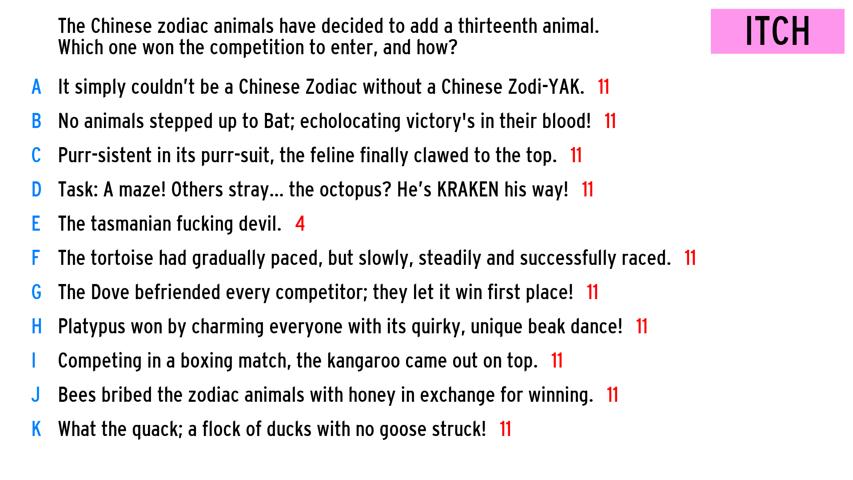 The Chinese zodiac animals have decided to add a thirteenth animal.
Which one won the competition to enter, and how?
ITCH
A It simply couldn't be a Chinese Zodiac without a Chinese Zodi-YAK. 11
B No animals stepped up to Bat; echolocating victory's in their blood! 11
C Purr-sistent in its purr-suit, the feline finally clawed to the top. 11
D Task: A maze! Others stray... the octopus? He's KRAKEN his way! 11
E The tasmanian fucking devil. 4
F The tortoise had gradually paced, but slowly, steadily and successfully raced. 11
G The Dove befriended every competitor; they let it win first place! 11
H Platypus won by charming everyone with its quirky, unique beak dance! 11
I Competing in a boxing match, the kangaroo came out on top. 11
J Bees bribed the zodiac animals with honey in exchange for winning. 11
K What the quack; a flock of ducks with no goose struck! 11